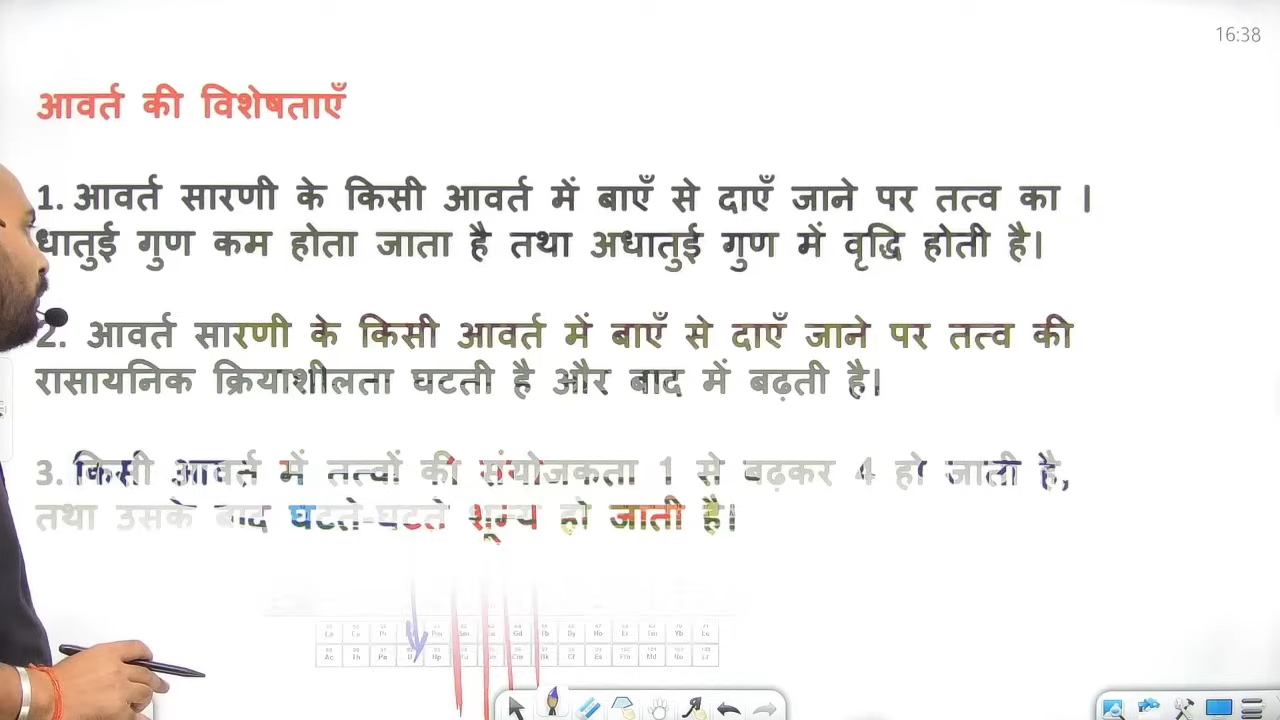 16:38
आवर्त की विशेषताएँ
1. आवर्त सारणी के किसी आवर्त में बाएँ से दाएँ जाने पर तत्व का ।
धातुई गुण कम होता जाता है तथा अधातुई गुण में वृद्धि होती है।
2. आवर्त सारणी के किसी आवर्त में बाएँ से दाएँ जाने पर तत्व की
रासायनिक क्रियाशीलता घटती है और बाद में बढ़ती है।
3. किसी आवर्त में तत्वों की संयोजकता 1 से बढ़कर 4 हो जाती है,
तथा उसके बाद घटते-घटते शून्य हो जाती है।